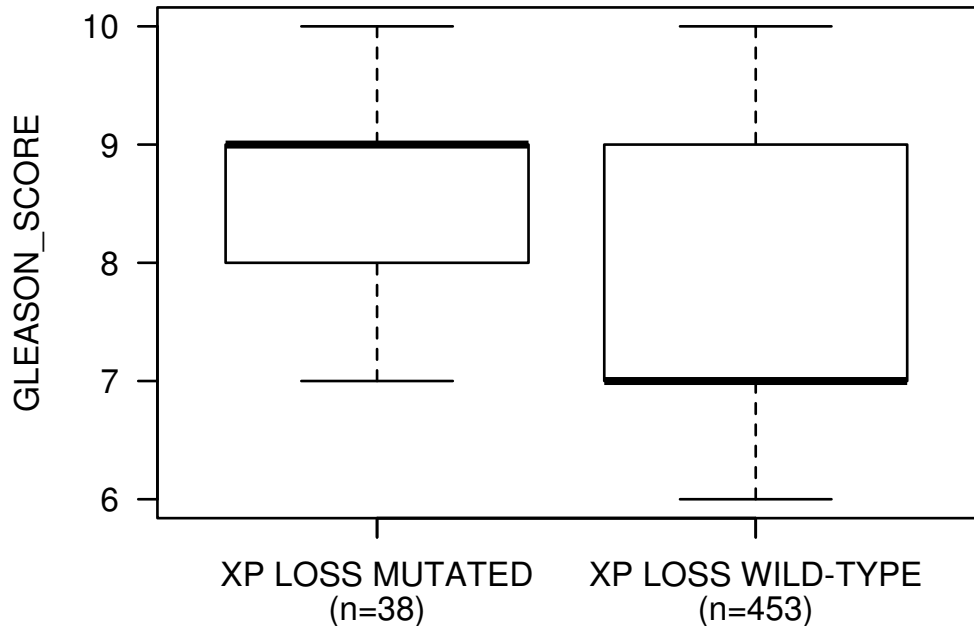 GLEASON_SCORE
10
9
8
7
6
XP LOSS MUTATED
(n=38)
XP LOSS WILD-TYPE
(n=453)